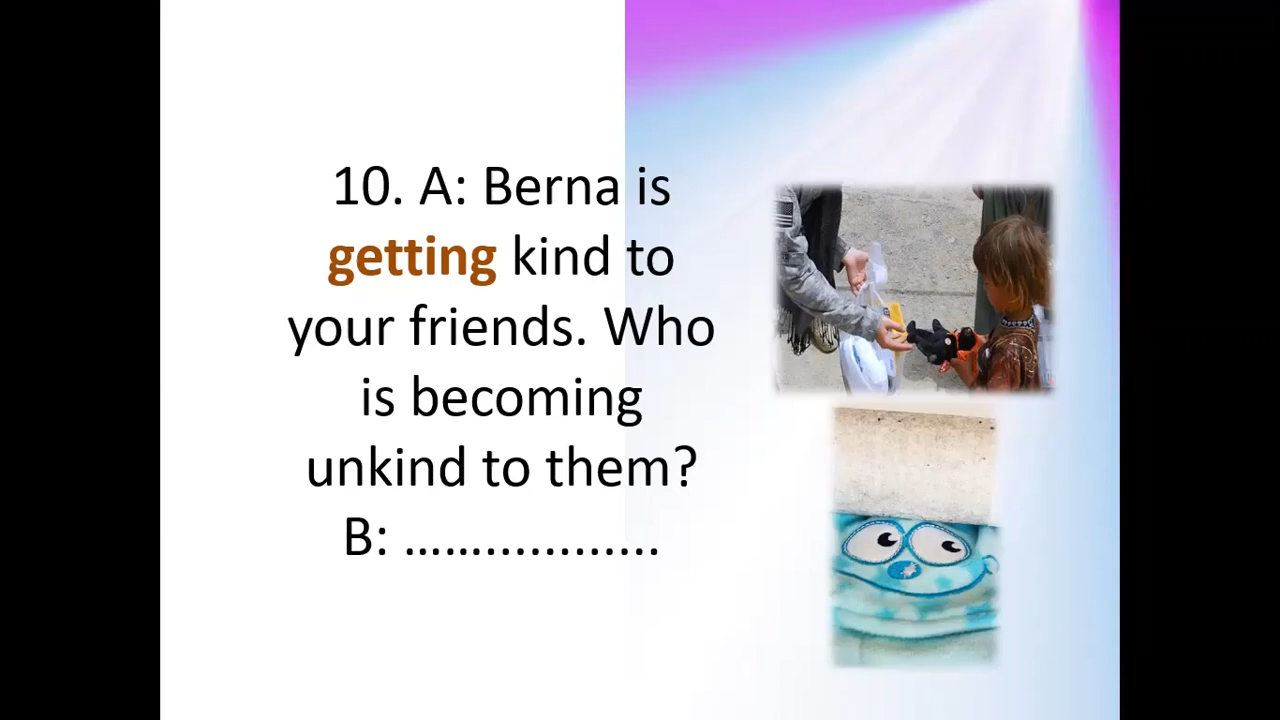 10. A: Berna is
getting kind to
your friends. Who
is becoming
unkind to them?
B: ……...........